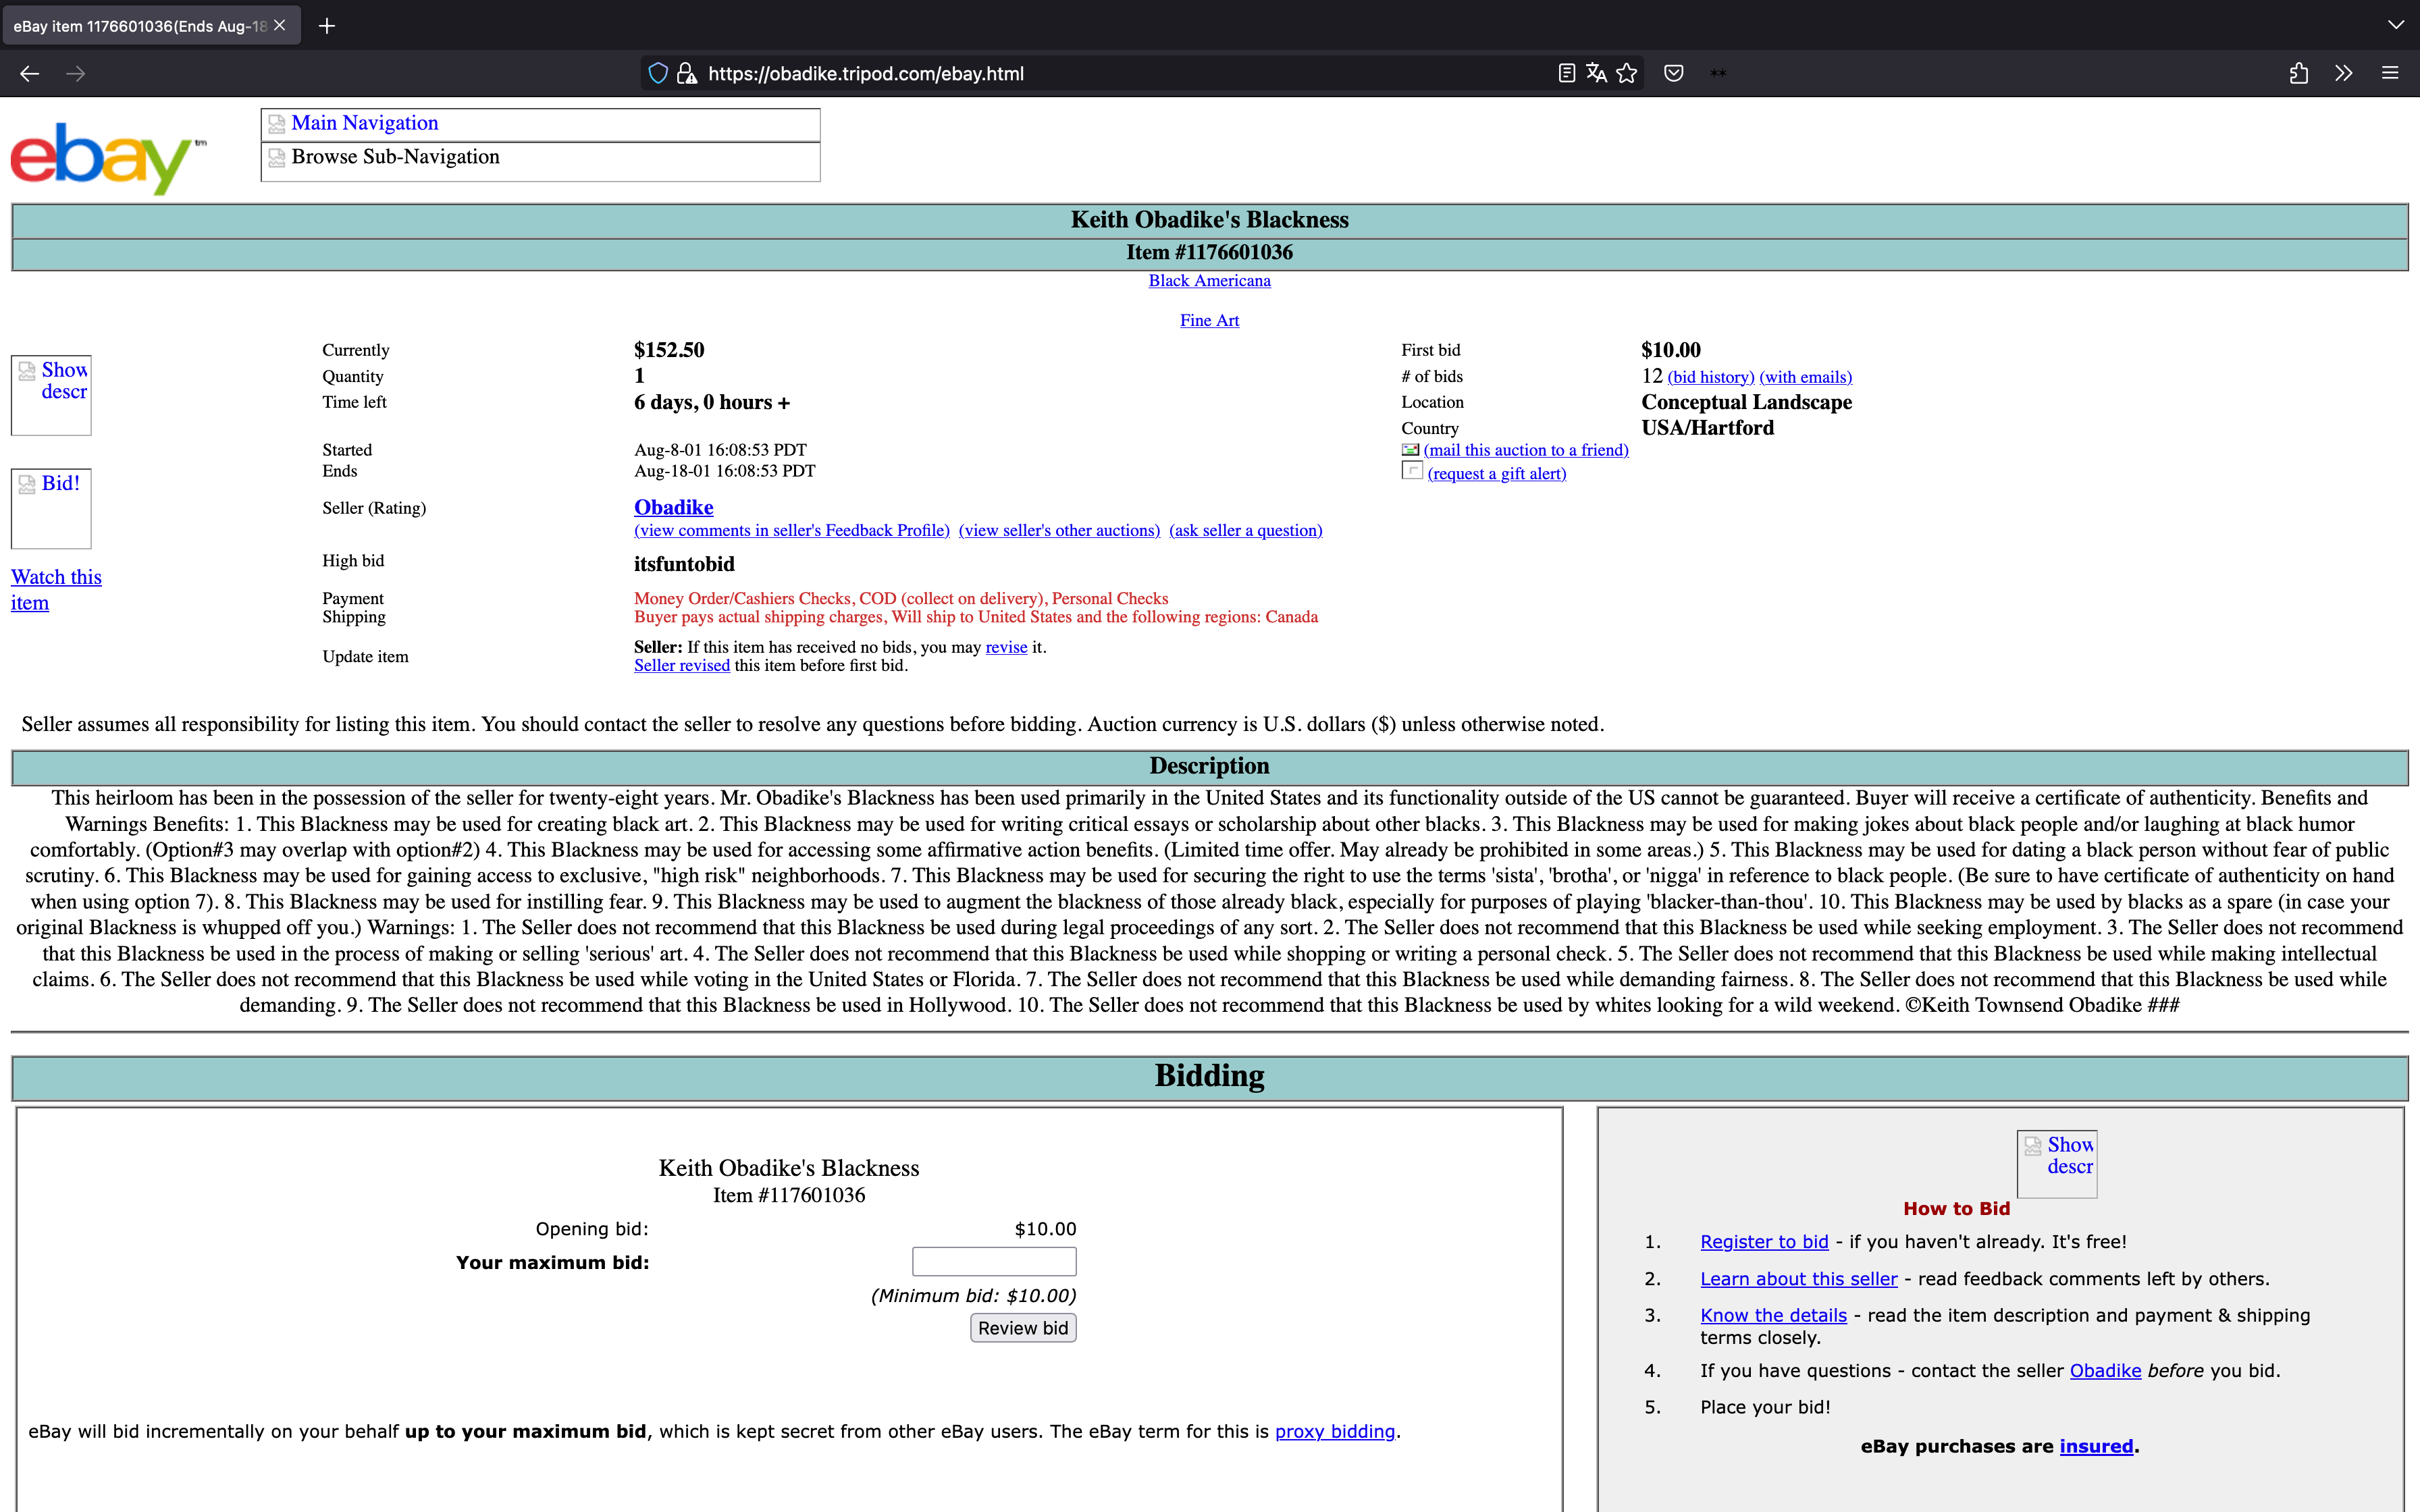 eBay item 1176601036(Ends Aug-18
https://obadike.tripod.com/ebay.html
ebay™
Main Navigation
Browse Sub-Navigation
Keith Obadike's Blackness
Item #1176601036
Black Americana
Fine Art
Show descr
Bid!
Watch this item
Currently $152.50 First bid $10.00
Quantity 1 # of bids 12 (bid history) (with emails)
Time left 6 days, 0 hours + Location Conceptual Landscape
Country USA/Hartford
Started Aug-8-01 16:08:53 PDT (mail this auction to a friend)
Ends Aug-18-01 16:08:53 PDT (request a gift alert)
Seller (Rating) Obadike
(view comments in seller's Feedback Profile) (view seller's other auctions) (ask seller a question)
High bid itsfuntobid
Payment Money Order/Cashiers Checks, COD (collect on delivery), Personal Checks
Shipping Buyer pays actual shipping charges, Will ship to United States and the following regions: Canada
Update item Seller: If this item has received no bids, you may revise it.
Seller revised this item before first bid.
Seller assumes all responsibility for listing this item. You should contact the seller to resolve any questions before bidding. Auction currency is U.S. dollars ($) unless otherwise noted.
Description
This heirloom has been in the possession of the seller for twenty-eight years. Mr. Obadike's Blackness has been used primarily in the United States and its functionality outside of the US cannot be guaranteed. Buyer will receive a certificate of authenticity. Benefits and
Warnings Benefits: 1. This Blackness may be used for creating black art. 2. This Blackness may be used for writing critical essays or scholarship about other blacks. 3. This Blackness may be used for making jokes about black people and/or laughing at black humor
comfortably. (Option#3 may overlap with option#2) 4. This Blackness may be used for accessing some affirmative action benefits. (Limited time offer. May already be prohibited in some areas.) 5. This Blackness may be used for dating a black person without fear of public
scrutiny. 6. This Blackness may be used for gaining access to exclusive, "high risk" neighborhoods. 7. This Blackness may be used for securing the right to use the terms 'sista', 'brotha', or 'nigga' in reference to black people. (Be sure to have certificate of authenticity on hand
when using option 7). 8. This Blackness may be used for instilling fear. 9. This Blackness may be used to augment the blackness of those already black, especially for purposes of playing 'blacker-than-thou'. 10. This Blackness may be used by blacks as a spare (in case your
original Blackness is whupped off you.) Warnings: 1. The Seller does not recommend that this Blackness be used during legal proceedings of any sort. 2. The Seller does not recommend that this Blackness be used while seeking employment. 3. The Seller does not recommend
that this Blackness be used in the process of making or selling 'serious' art. 4. The Seller does not recommend that this Blackness be used while shopping or writing a personal check. 5. The Seller does not recommend that this Blackness be used while making intellectual
claims. 6. The Seller does not recommend that this Blackness be used while voting in the United States or Florida. 7. The Seller does not recommend that this Blackness be used while demanding fairness. 8. The Seller does not recommend that this Blackness be used while
demanding. 9. The Seller does not recommend that this Blackness be used in Hollywood. 10. The Seller does not recommend that this Blackness be used by whites looking for a wild weekend. ©Keith Townsend Obadike ###
Bidding
Keith Obadike's Blackness
Item #117601036
Opening bid: $10.00
Your maximum bid:
(Minimum bid: $10.00)
Review bid
eBay will bid incrementally on your behalf up to your maximum bid, which is kept secret from other eBay users. The eBay term for this is proxy bidding.
Show descr
How to Bid
1. Register to bid - if you haven't already. It's free!
2. Learn about this seller - read feedback comments left by others.
3. Know the details - read the item description and payment & shipping
terms closely.
4. If you have questions - contact the seller Obadike before you bid.
5. Place your bid!
eBay purchases are insured.